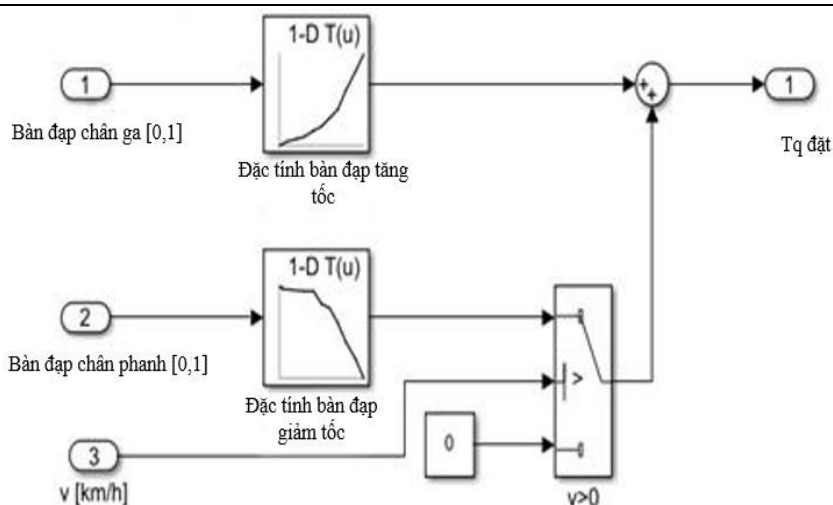 1-D T(u)
1
1
Bàn đạp chân ga [0,1]
Tq đặt
Đặc tính bàn đạp tăng
tốc
1-D T(u)
2
Bàn đạp chân phanh [0,1]
>
Đặc tính bàn đạp
giảm tốc
0
3
v [km/h]
v>0